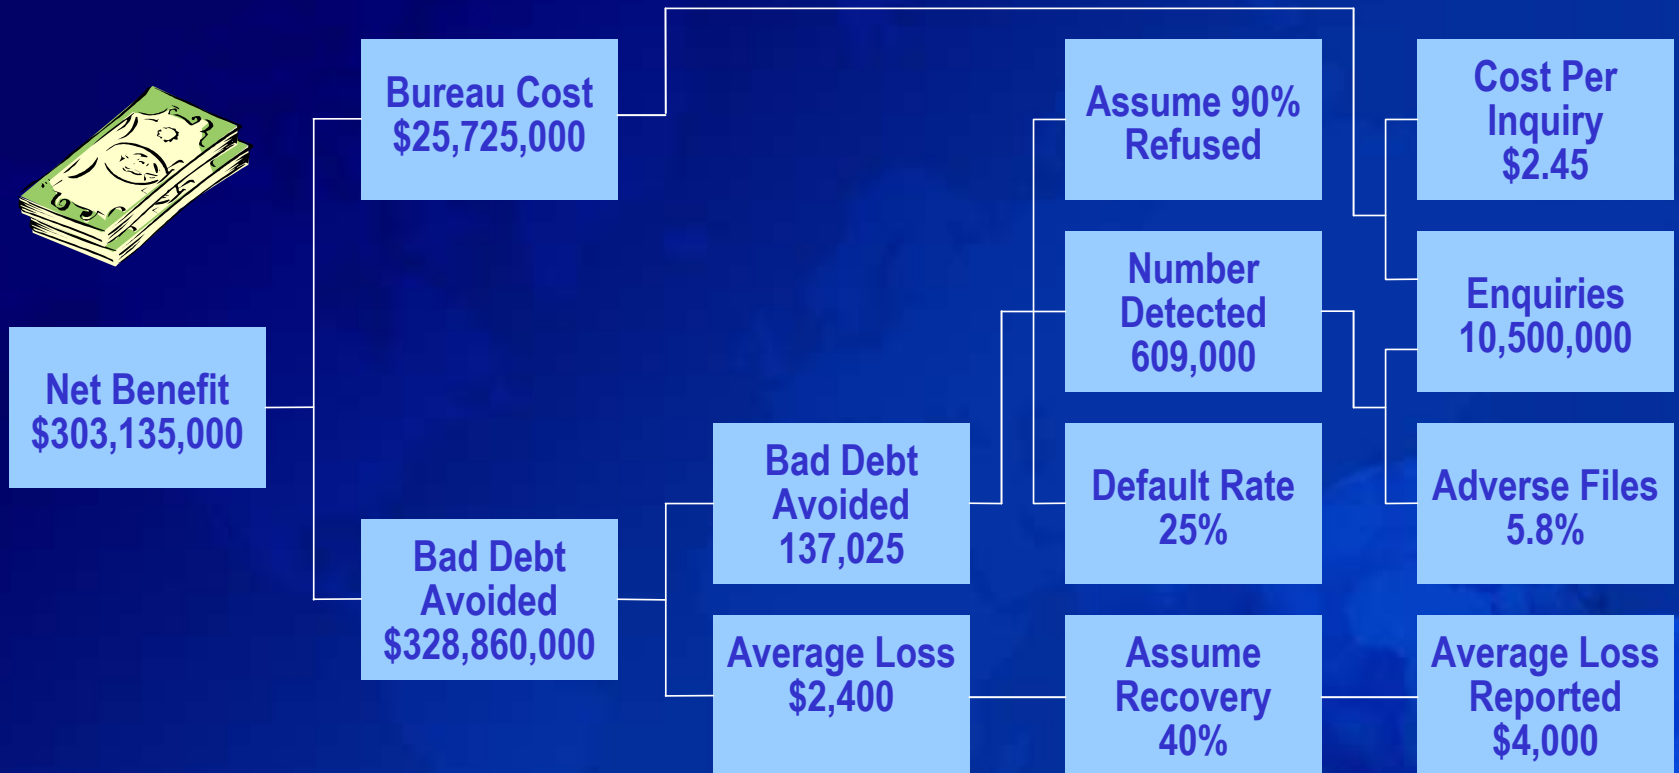 Bureau Cost
$25,725,000
Assume 90%
Refused
Cost Per
Inquiry
$2.45
Number
Detected
609,000
Enquiries
10,500,000
Net Benefit
$303,135,000
Bad Debt
Avoided
137,025
Default Rate
25%
Adverse Files
5.8%
Bad Debt
Avoided
$328,860,000
Average Loss
$2,400
Assume
Recovery
40%
Average Loss
Reported
$4,000